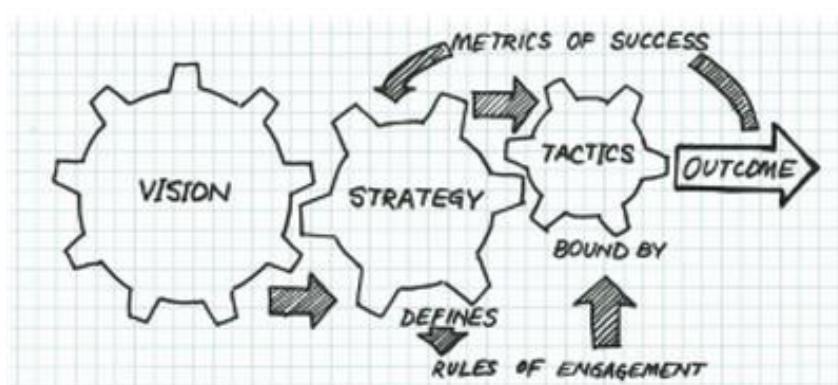 METRICS OF SUCCESS
VISION
STRATEGY
TACTICS
OUTCOME
BOUND BY
DEFINES
RULES OF ENGAGEMENT